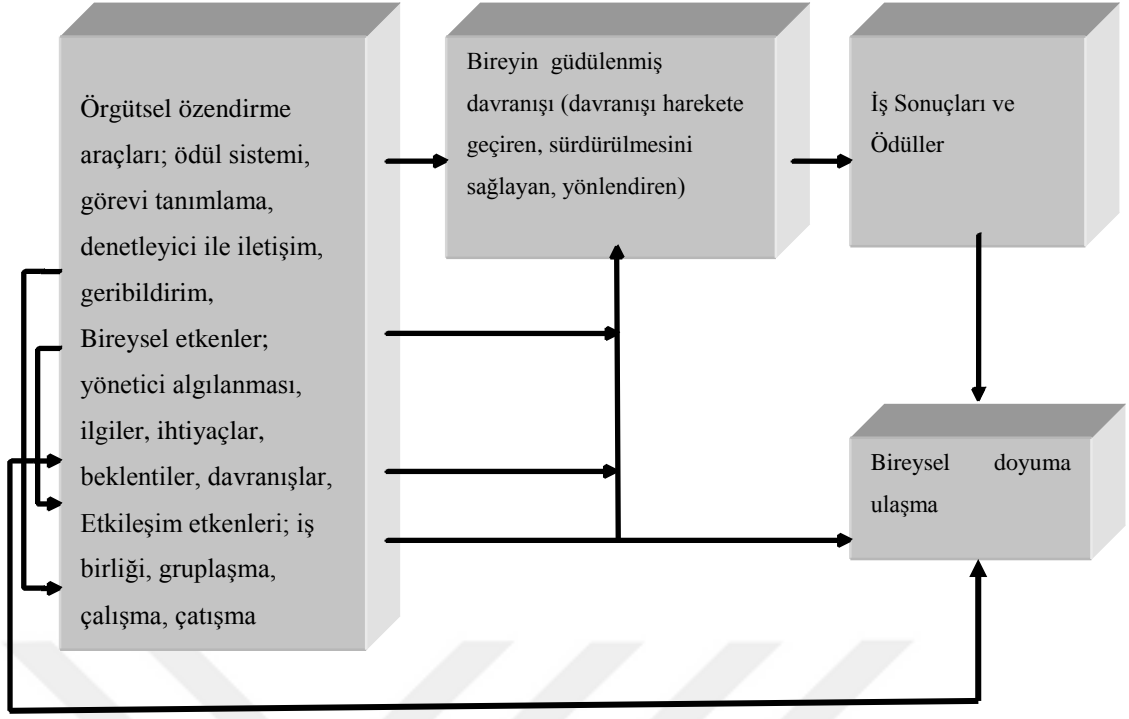 Örgütsel özendirme
araçları; ödül sistemi,
görevi tanımlama,
denetleyici ile iletişim,
geribildirim,
Bireysel etkenler;
yönetici algılanması,
ilgiler, ihtiyaçlar,
beklentiler, davranışlar,
Etkileşim etkenleri; iş
birliği, gruplaşma,
çalışma, çatışma
Bireyin güdülenmiş
davranışı (davranışı harekete
geçiren, sürdürülmesini
sağlayan, yönlendiren)
İş Sonuçları ve
Ödüller
Bireysel doyuma
ulaşma